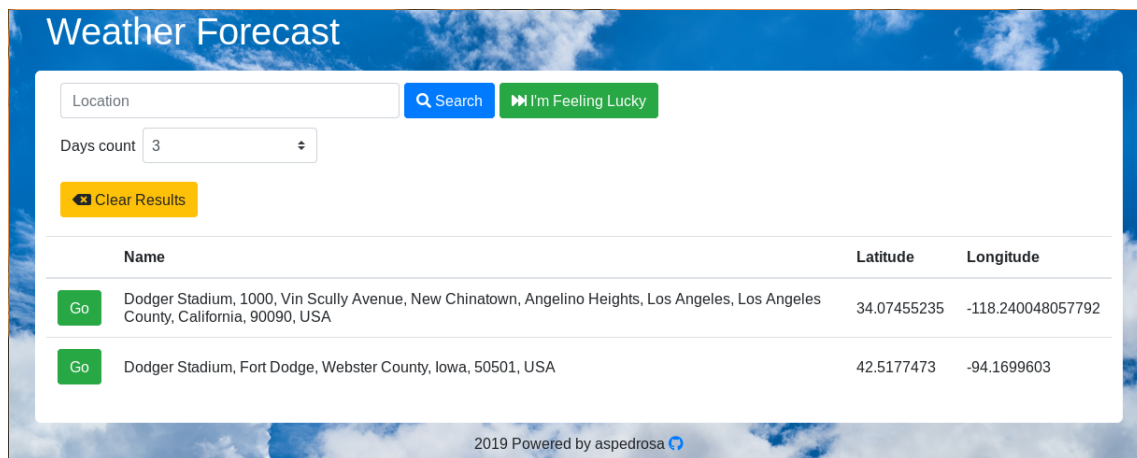 Weather Forecast
Location Search I'm Feeling Lucky
Days count 3
Clear Results
Name Latitude Longitude
Go Dodger Stadium, 1000, Vin Scully Avenue, New Chinatown, Angelino Heights, Los Angeles, Los Angeles
County, California, 90090, USA 34.07455235 -118.240048057792
Go Dodger Stadium, Fort Dodge, Webster County, Iowa, 50501, USA 42.5177473 -94.1699603
2019 Powered by aspedrosa